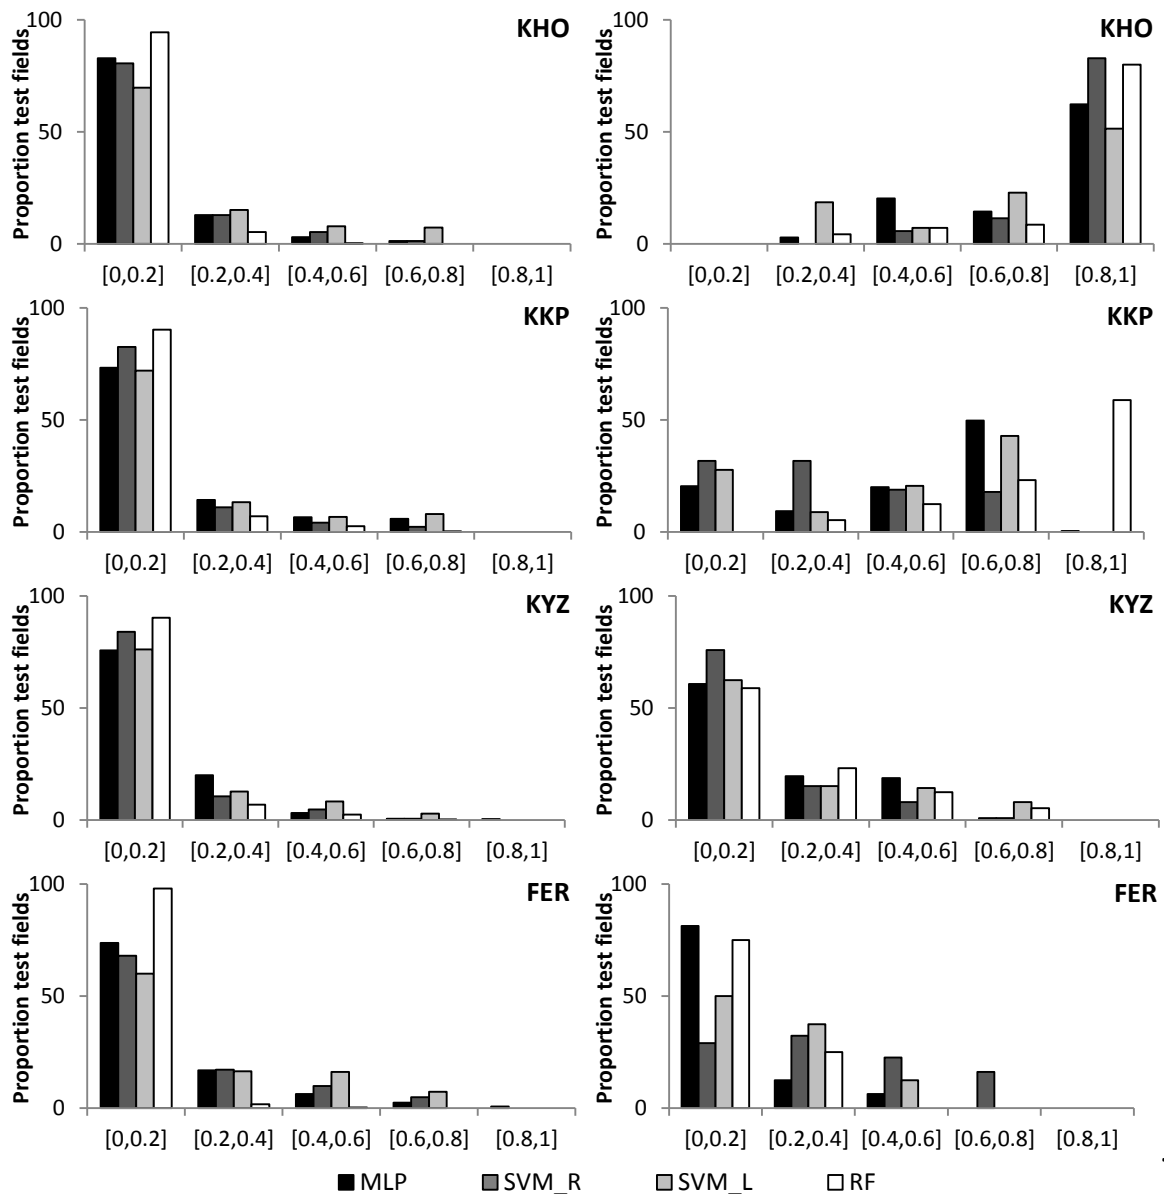 KHO
Proportion test fields
100
50
0
[0,0.2] [0.2,0.4] [0.4,0.6] [0.6,0.8] [0.8,1]
KHO
Proportion test fields
100
50
0
[0,0.2] [0.2,0.4] [0.4,0.6] [0.6,0.8] [0.8,1]
KKP
Proportion test fields
100
50
0
[0,0.2] [0.2,0.4] [0.4,0.6] [0.6,0.8] [0.8,1]
KKP
Proportion test fields
100
50
0
[0,0.2] [0.2,0.4] [0.4,0.6] [0.6,0.8] [0.8,1]
KYZ
Proportion test fields
100
50
0
[0,0.2] [0.2,0.4] [0.4,0.6] [0.6,0.8] [0.8,1]
KYZ
Proportion test fields
100
50
0
[0,0.2] [0.2,0.4] [0.4,0.6] [0.6,0.8] [0.8,1]
FER
Proportion test fields
100
50
0
[0,0.2] [0.2,0.4] [0.4,0.6] [0.6,0.8] [0.8,1]
FER
Proportion test fields
100
50
0
[0,0.2] [0.2,0.4] [0.4,0.6] [0.6,0.8] [0.8,1]
MLP SVM_R SVM_L RF